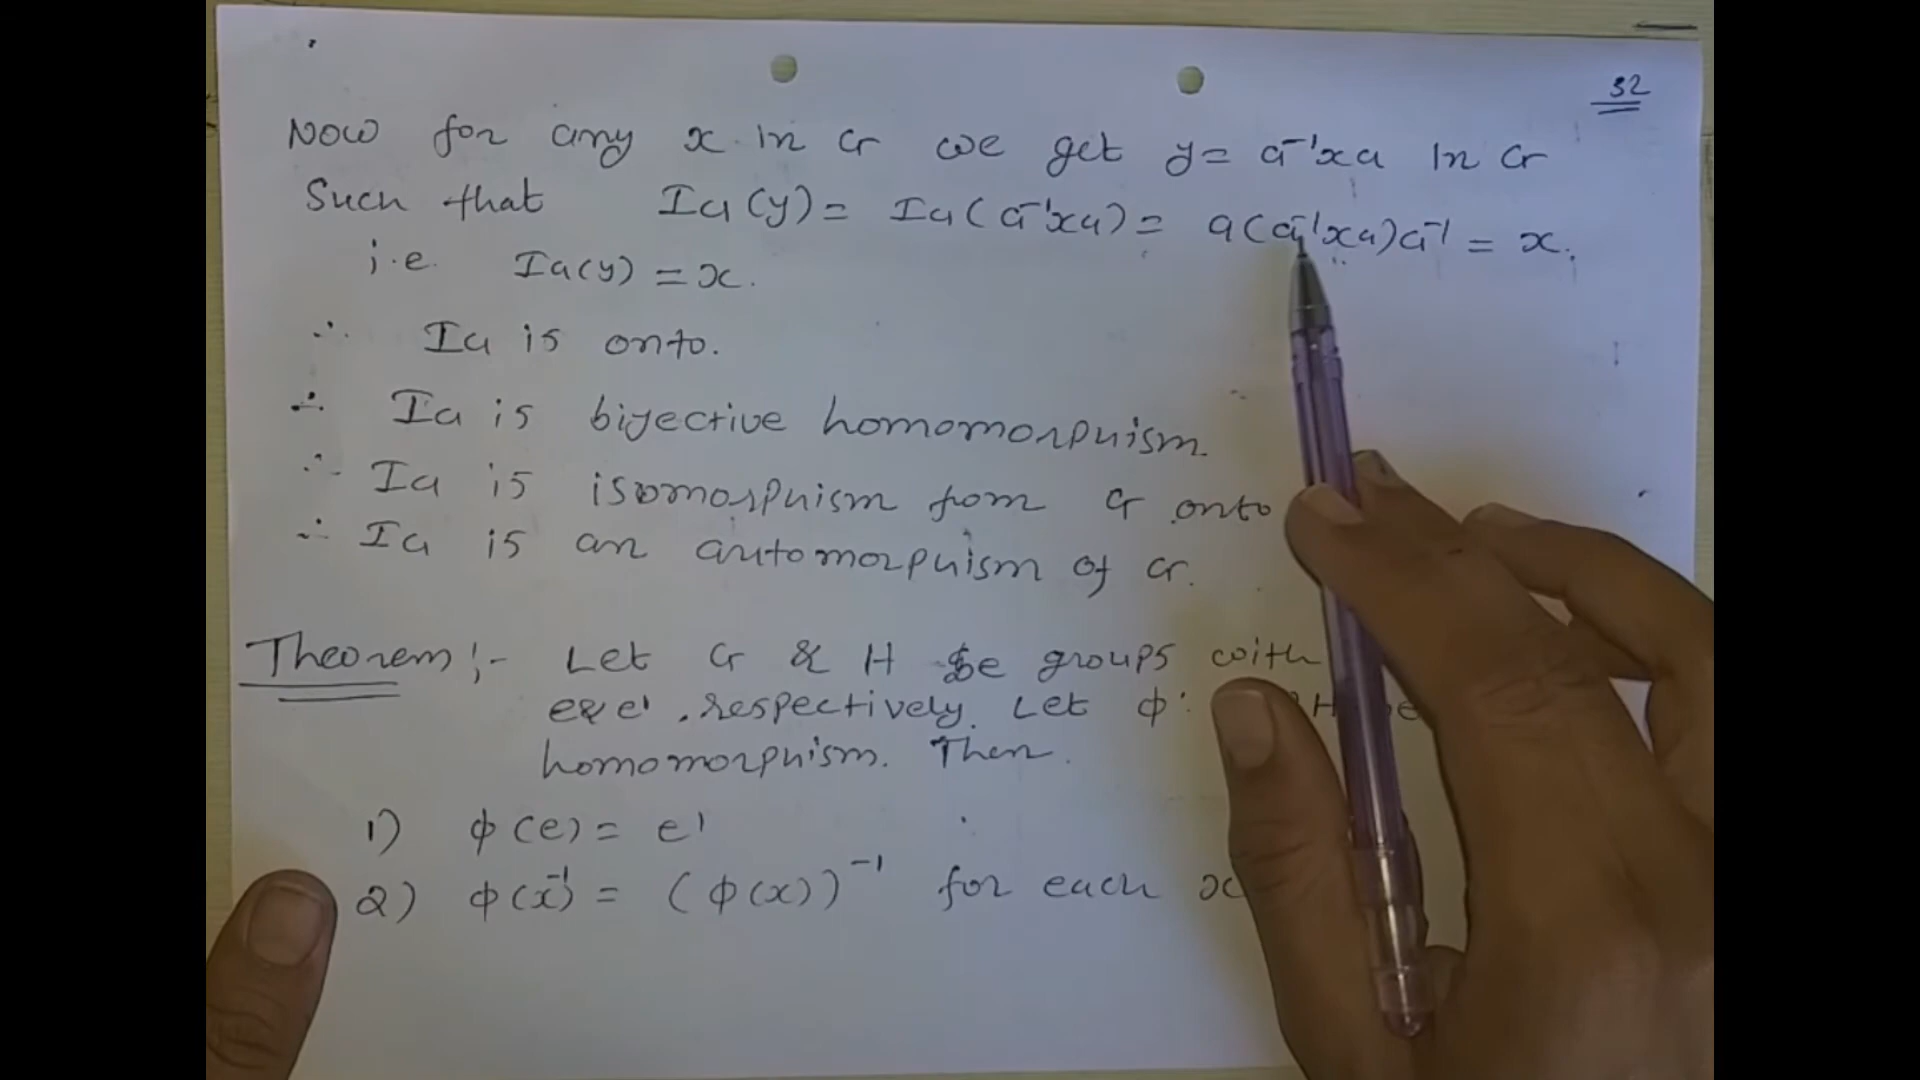 32
Now for any x in G we get y = a⁻¹xa in G
Such that Ia(y) = Ia(a⁻¹xa) = a(a⁻¹xa)a⁻¹ = x.
i.e. Ia(y) = x.
∴ Ia is onto.
∴ Ia is bijective homomorphism.
∴ Ia is isomorphism from G onto
∴ Ia is an automorphism of G.
Theorem :- Let G & H be groups with
e & e' respectively. Let φ: H be
homomorphism. Then
1) φ(e) = e'
2) φ(x⁻¹) = (φ(x))⁻¹ for each x